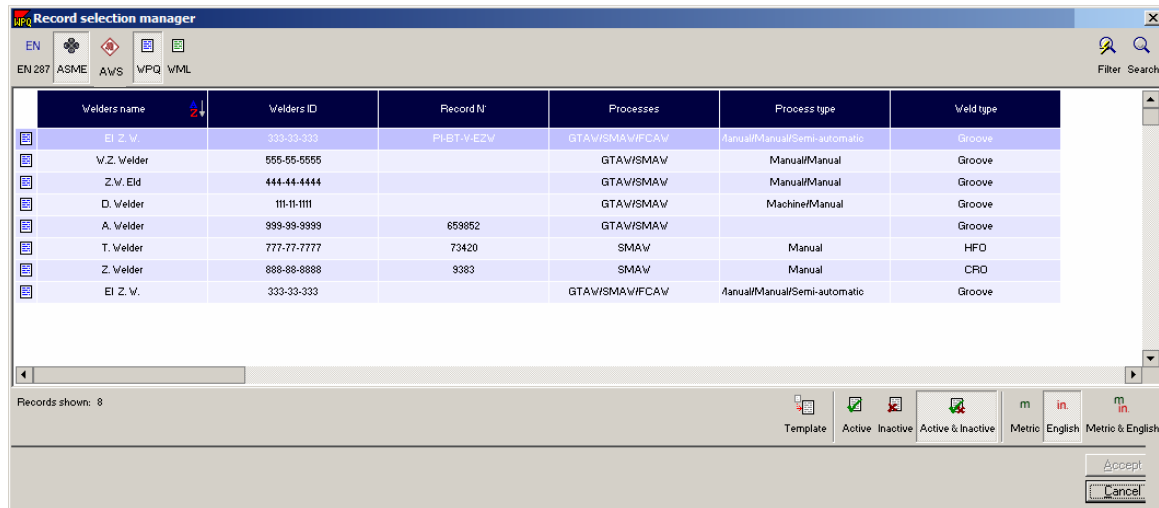 WPQ Record selection manager
EN
EN 287 ASME AWS WPQ WML Filter Search
Welders name A Z Welders ID Record N° Processes Process type Weld type
El Z. W. 333-33-333 PI-BT-V-EZW GTAW/SMAW/FCAW Manual/Manual/Semi-automatic Groove
W.Z. Welder 555-55-5555 GTAW/SMAW Manual/Manual Groove
Z.W. Eld 444-44-4444 GTAW/SMAW Manual/Manual Groove
D. Welder 111-11-1111 GTAW/SMAW Machine/Manual Groove
A. Welder 999-99-9999 659852 GTAW/SMAW Groove
T. Welder 777-77-7777 73420 SMAW Manual HFO
Z. Welder 888-88-8888 9383 SMAW Manual CRO
El Z. W. 333-33-333 GTAW/SMAW/FCAW Manual/Manual/Semi-automatic Groove
Records shown: 8
m in. m in.
Template Active Inactive Active & Inactive Metric English Metric & English
Accept
Cancel